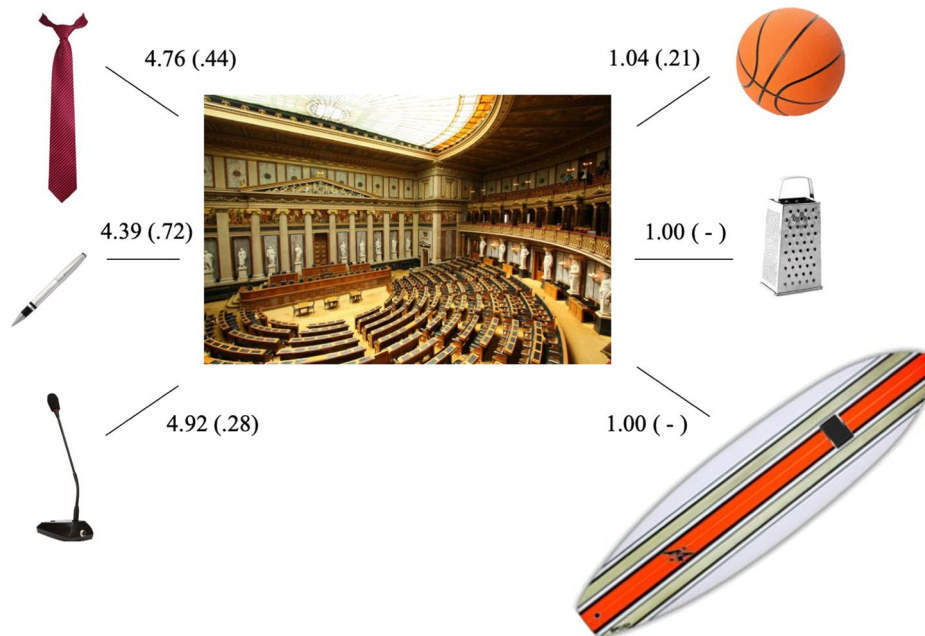 4.76 (.44)
1.04 (.21)
4.39 (.72)
1.00 ( - )
4.92 (.28)
1.00 ( - )